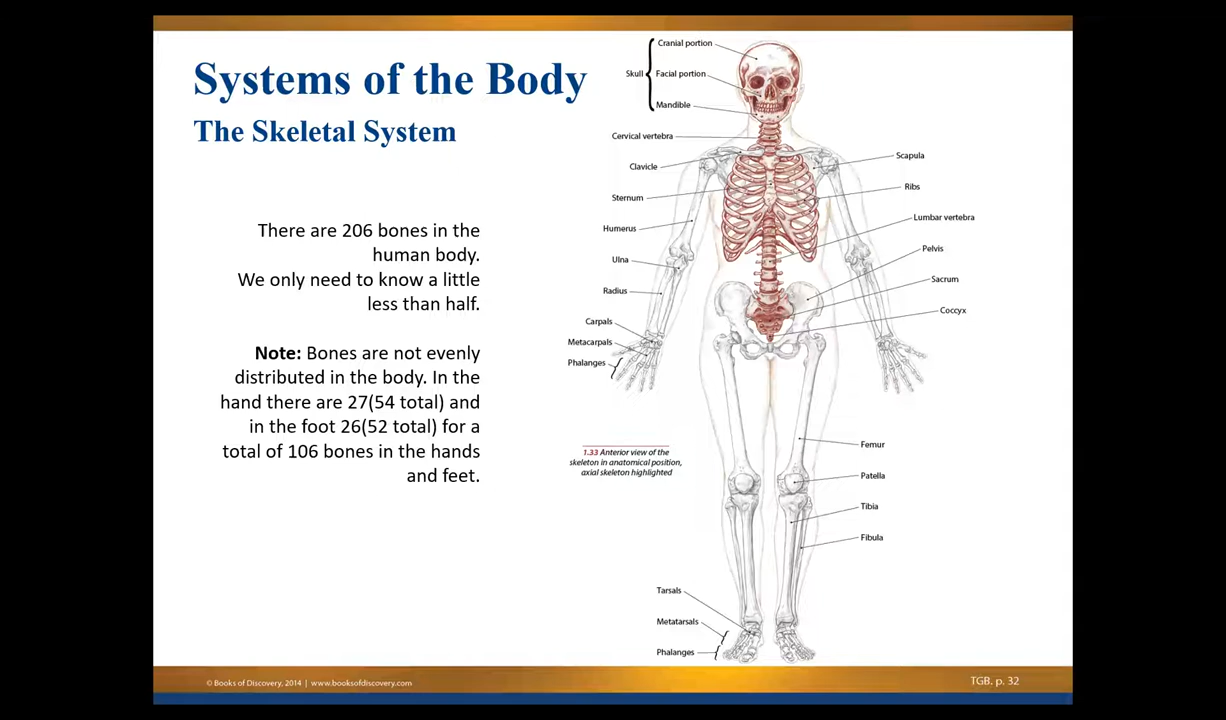 Systems of the Body
The Skeletal System
There are 206 bones in the
human body.
We only need to know a little
less than half.
Note: Bones are not evenly
distributed in the body. In the
hand there are 27(54 total) and
in the foot 26(52 total) for a
total of 106 bones in the hands
and feet.
Cranial portion
Skull
Facial portion
Mandible
Cervical vertebra
Clavicle
Sternum
Humerus
Ulna
Radius
Carpals
Metacarpals
Phalanges
Scapula
Ribs
Lumbar vertebra
Pelvis
Sacrum
Coccyx
1.33 Anterior view of the
skeleton in anatomical position,
axial skeleton highlighted
Femur
Patella
Tibia
Fibula
Tarsals
Metatarsals
Phalanges
© Books of Discovery, 2014 | www.booksofdiscovery.com
TGB. p. 32